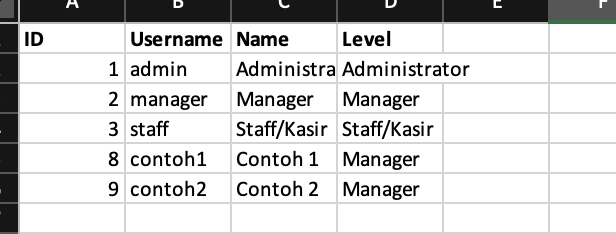 A B C D E F
ID Username Name Level
1 admin Administra Administrator
2 manager Manager Manager
3 staff Staff/Kasir Staff/Kasir
8 contoh1 Contoh 1 Manager
9 contoh2 Contoh 2 Manager